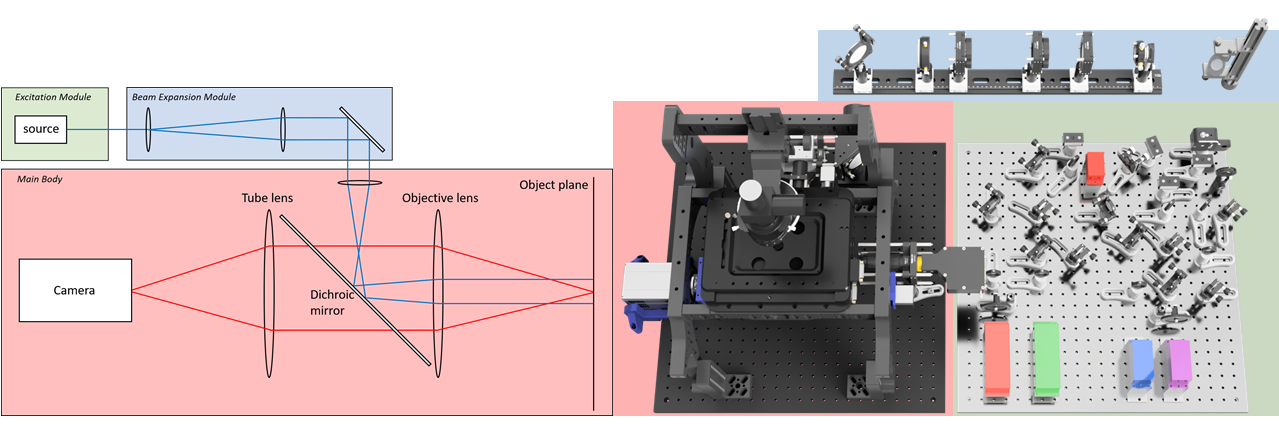 Excitation Module
source
Beam Expansion Module
Main Body
Tube lens
Objective lens
Object plane
Camera
Dichroic
mirror